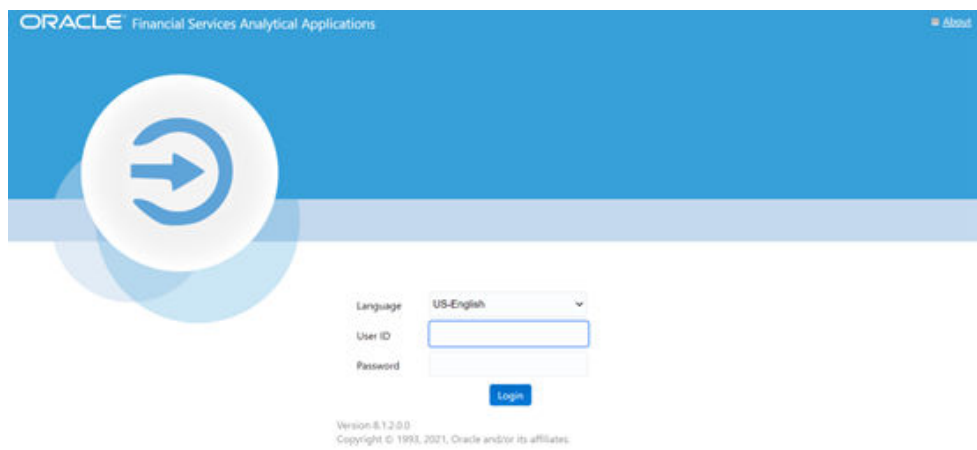 ORACLE Financial Services Analytical Applications
About
Language US-English
User ID
Password
Login
Version 8.1.2.0.0
Copyright © 1993, 2021, Oracle and/or its affiliates.